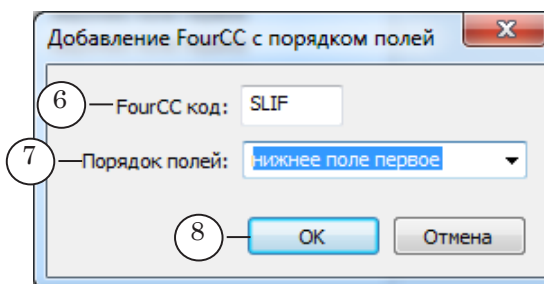 Добавление FourCC с порядком полей
6 FourCC код: SLIF
7 Порядок полей: нижнее поле первое
8 OK Отмена